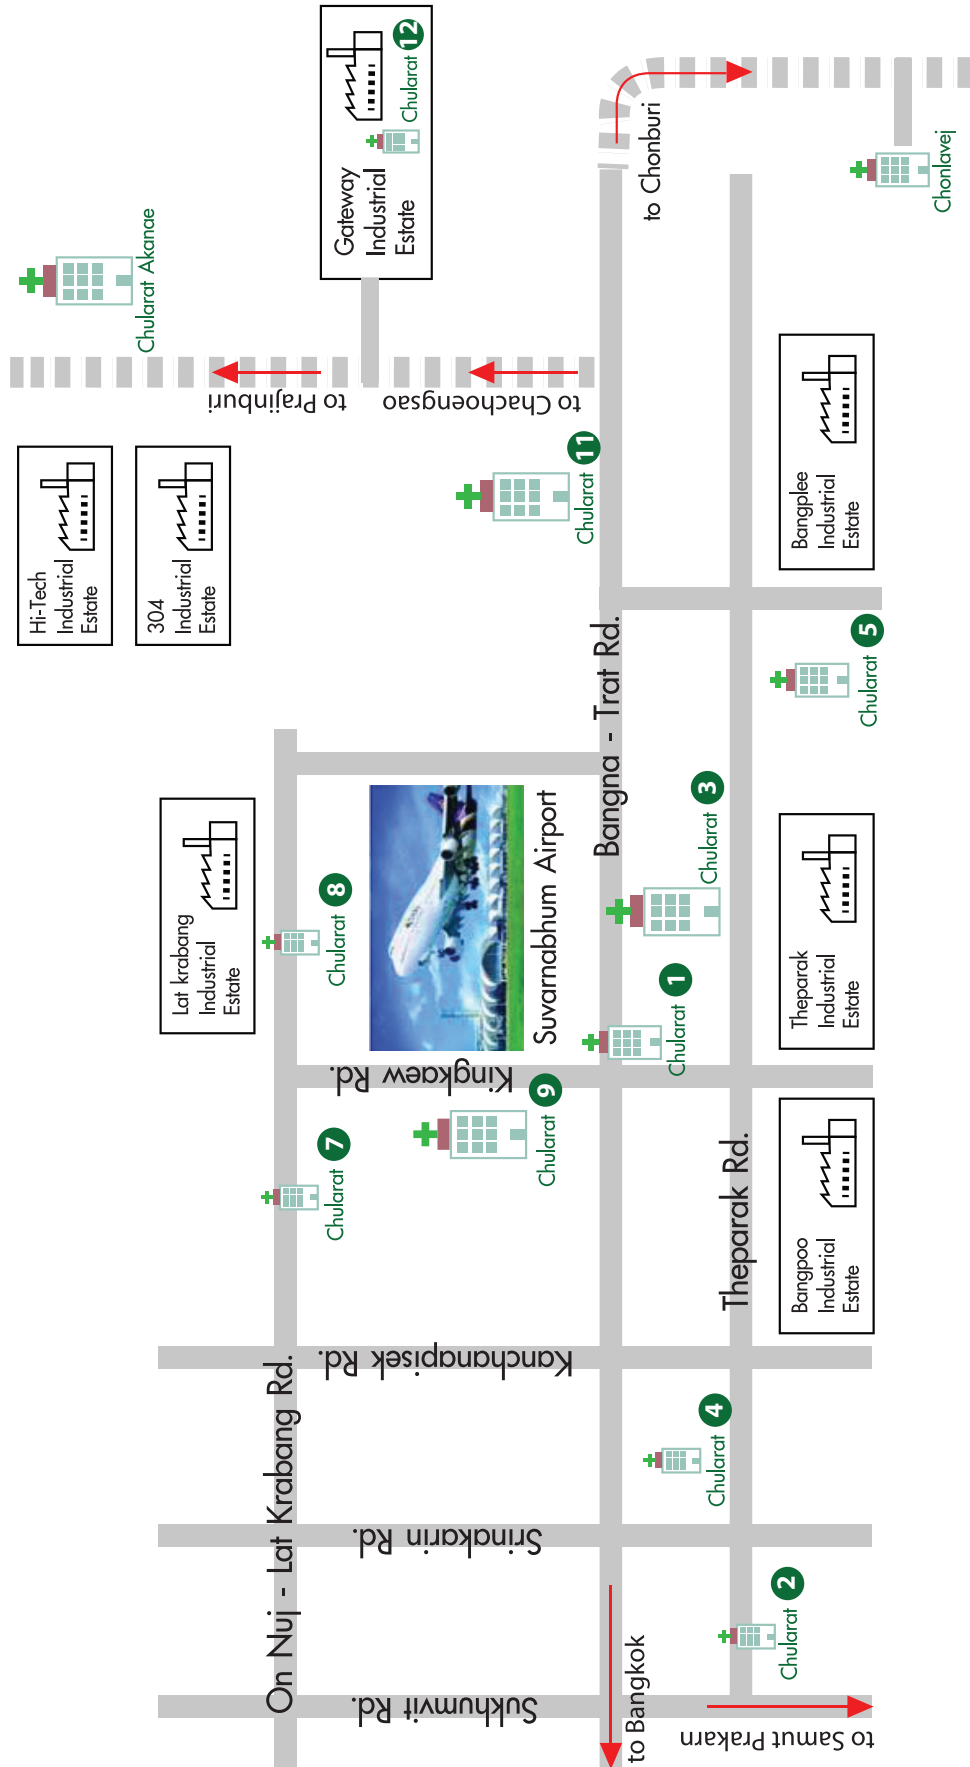 Hi-Tech
Industrial
Estate
304
Industrial
Estate
Chularat Akanae
Gateway
Industrial
Estate
Chularat 12
to Prajinburi
to Chachoengsao
to Chonburi
Chonlavej
Chularat 11
Bangplee
Industrial
Estate
Lat krabang
Industrial
Estate
Chularat 8
Suvarnabhum Airport
Bangna - Trat Rd.
Chularat 3
Chularat 5
Chularat 1
Theparak
Industrial
Estate
Kingkaew Rd.
Chularat 7
Chularat 9
Theparak Rd.
Bangpoo
Industrial
Estate
On Nuj - Lat Krabang Rd.
Kanchanapisek Rd.
Chularat 4
Srinakarin Rd.
Chularat 2
Sukhumvit Rd.
to Bangkok
to Samut Prakarn